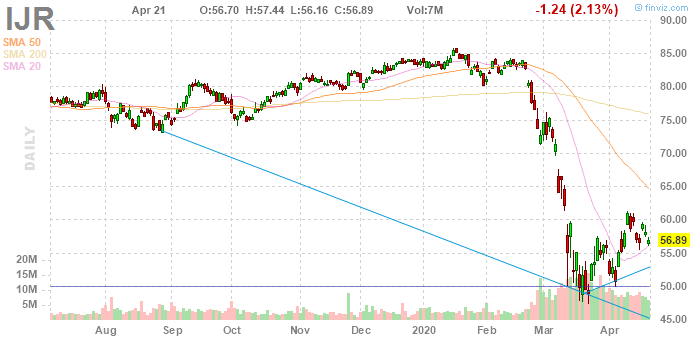 IJR Apr 21 O:56.70 H:57.44 L:56.16 C:56.89 Vol:7M -1.24 (2.13%) © finviz.com
SMA 50
SMA 200
SMA 20
DAILY
90.00
85.00
80.00
75.00
70.00
65.00
60.00
56.89
55.00
50.00
45.00
20M
15M
10M
5M
Aug Sep Oct Nov Dec 2020 Feb Mar Apr